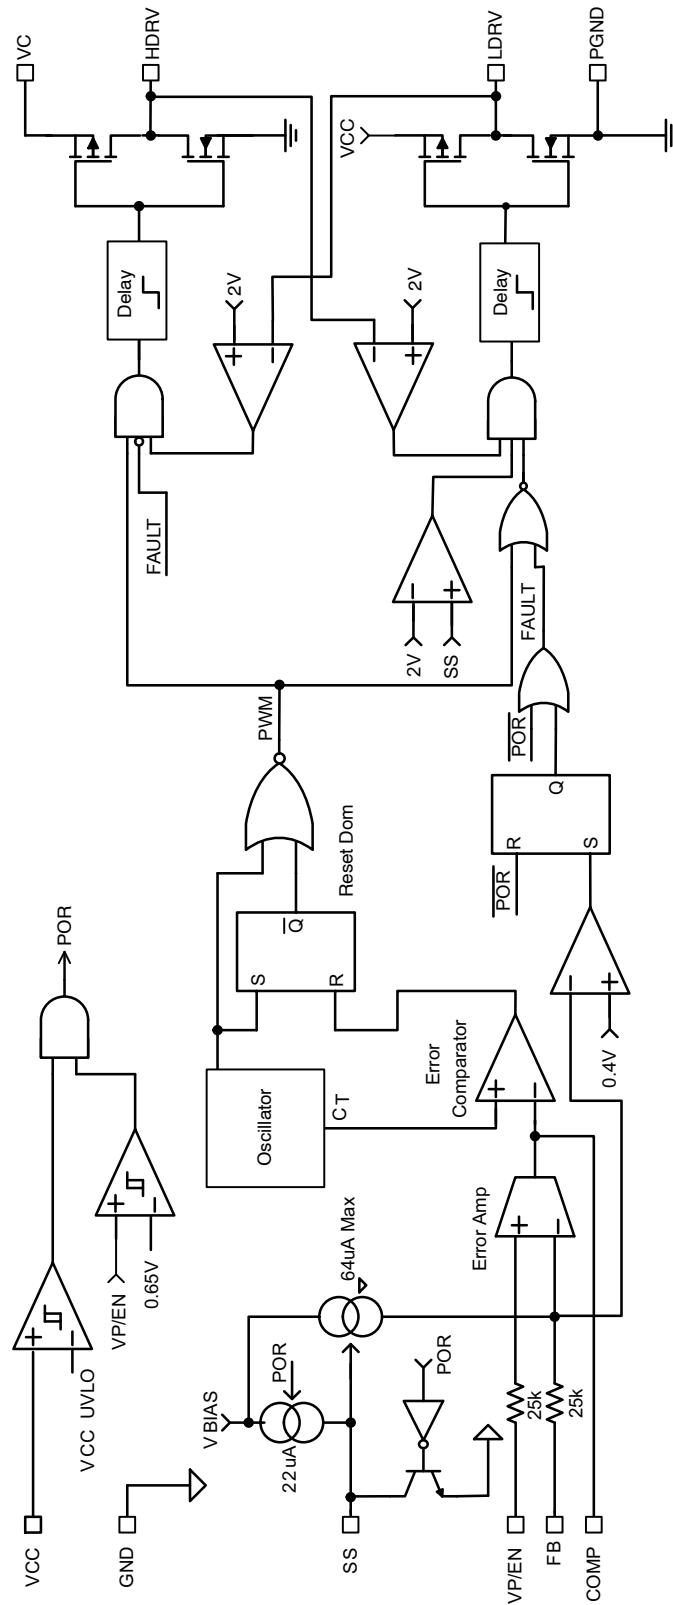 VCC
GND
SS
VP/EN
FB
COMP
VCC UVLO
VP/EN
0.65V
POR
VBIAS
22uA
POR
64uA Max
POR
25k
25k
Error Amp
Oscillator
CT
Error
Comparator
0.4V
S
R
Q
Reset Dom
PWM
POR
R
S
Q
POR
FAULT
2V
SS
FAULT
2V
2V
Delay
Delay
VCC
VC
HDRV
LDRV
PGND